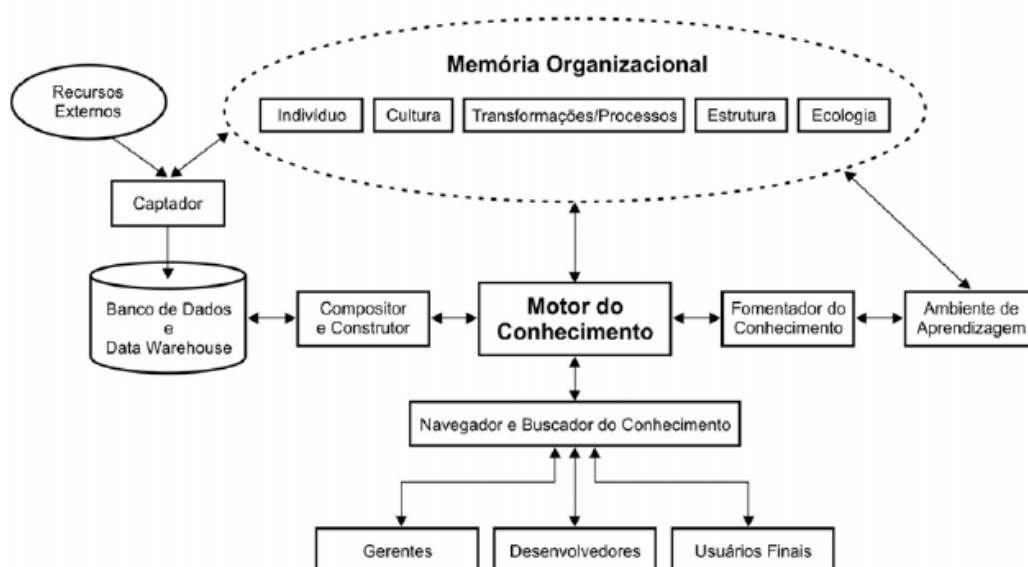 Memória Organizacional
Recursos
Externos
Indivíduo
Cultura
Transformações/Processos
Estrutura
Ecologia
Captador
Banco de Dados
e
Data Warehouse
Compositor
e Construtor
Motor do
Conhecimento
Fomentador do
Conhecimento
Ambiente de
Aprendizagem
Navegador e Buscador do Conhecimento
Gerentes
Desenvolvedores
Usuários Finais